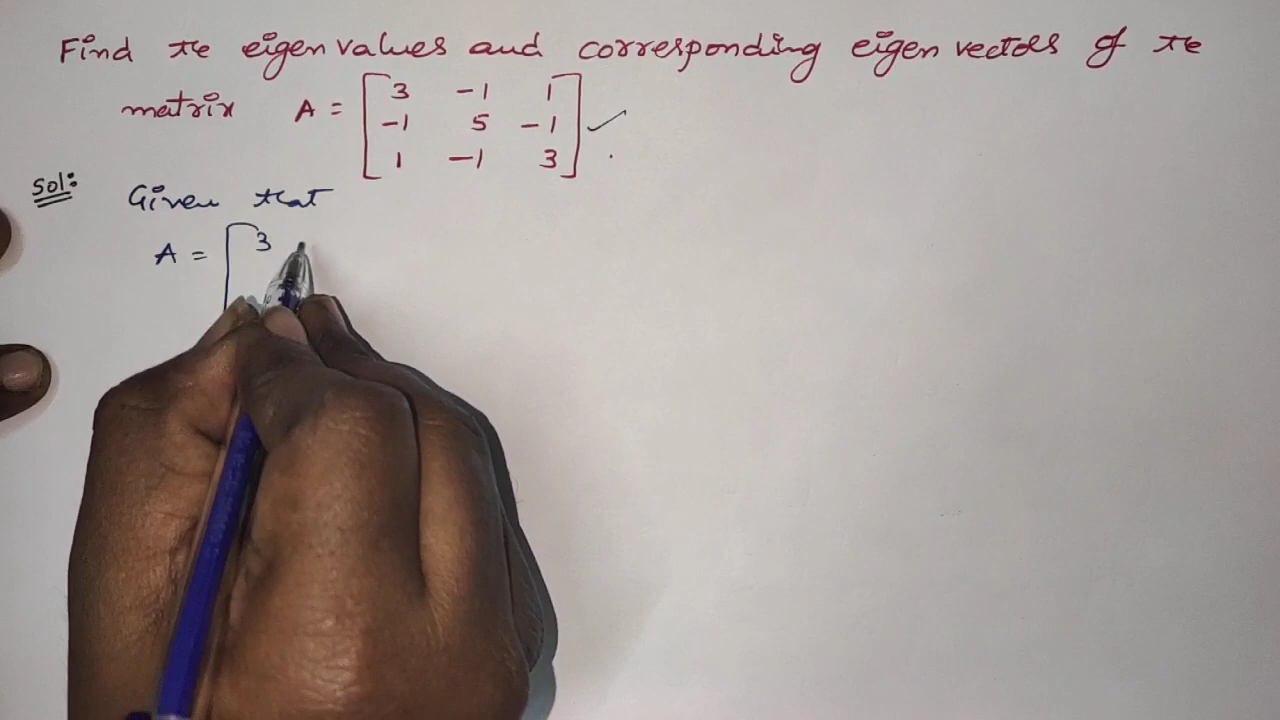 Find the eigen values and corresponding eigen vectors of the
matrix A = [ 3 -1 1
-1 5 -1
1 -1 3 ]
Sol:
Given that
A = [ 3